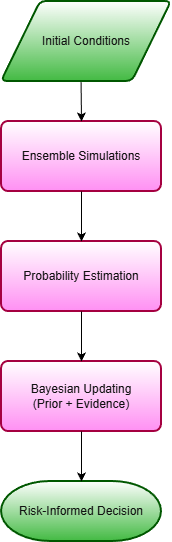 Initial Conditions
Ensemble Simulations
Probability Estimation
Bayesian Updating
(Prior + Evidence)
Risk-Informed Decision